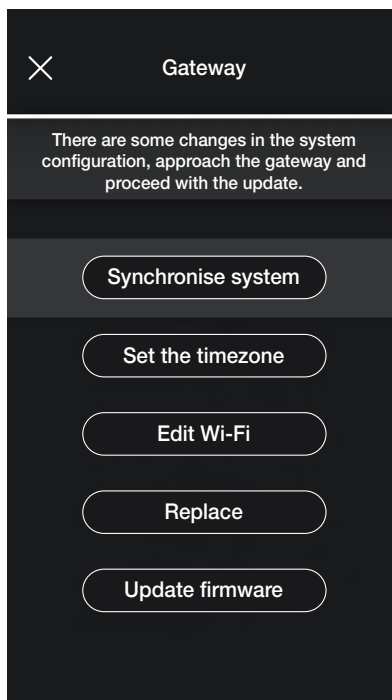 Gateway
There are some changes in the system
configuration, approach the gateway and
proceed with the update.
Synchronise system
Set the timezone
Edit Wi-Fi
Replace
Update firmware